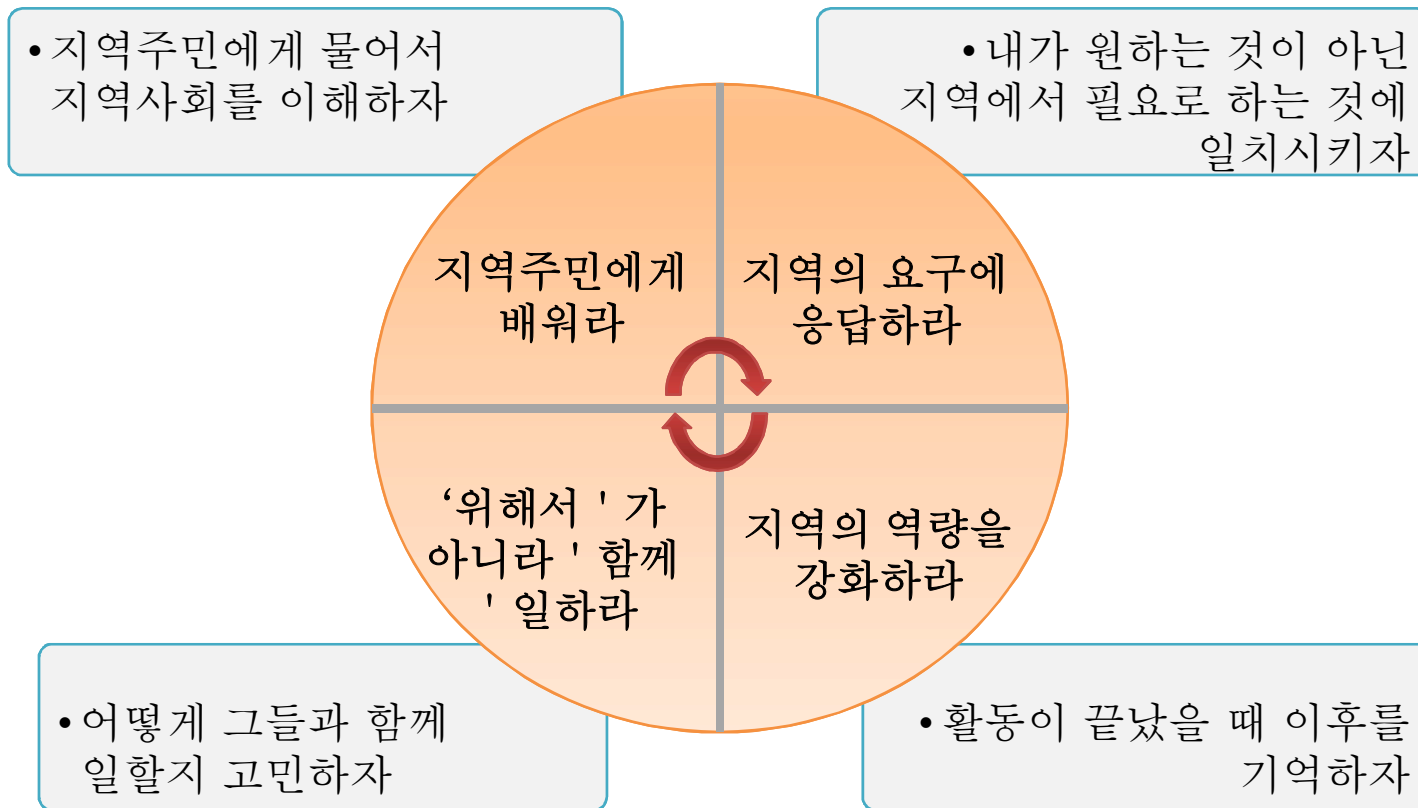 •지역주민에게 물어서
지역사회를 이해하자
•내가 원하는 것이 아닌
지역에서 필요로 하는 것에
일치시키자
지역주민에게
배워라
지역의 요구에
응답하라
‘위해서 ' 가
아니라 ' 함께
' 일하라
지역의 역량을
강화하라
•어떻게 그들과 함께
일할지 고민하자
•활동이 끝났을 때 이후를
기억하자